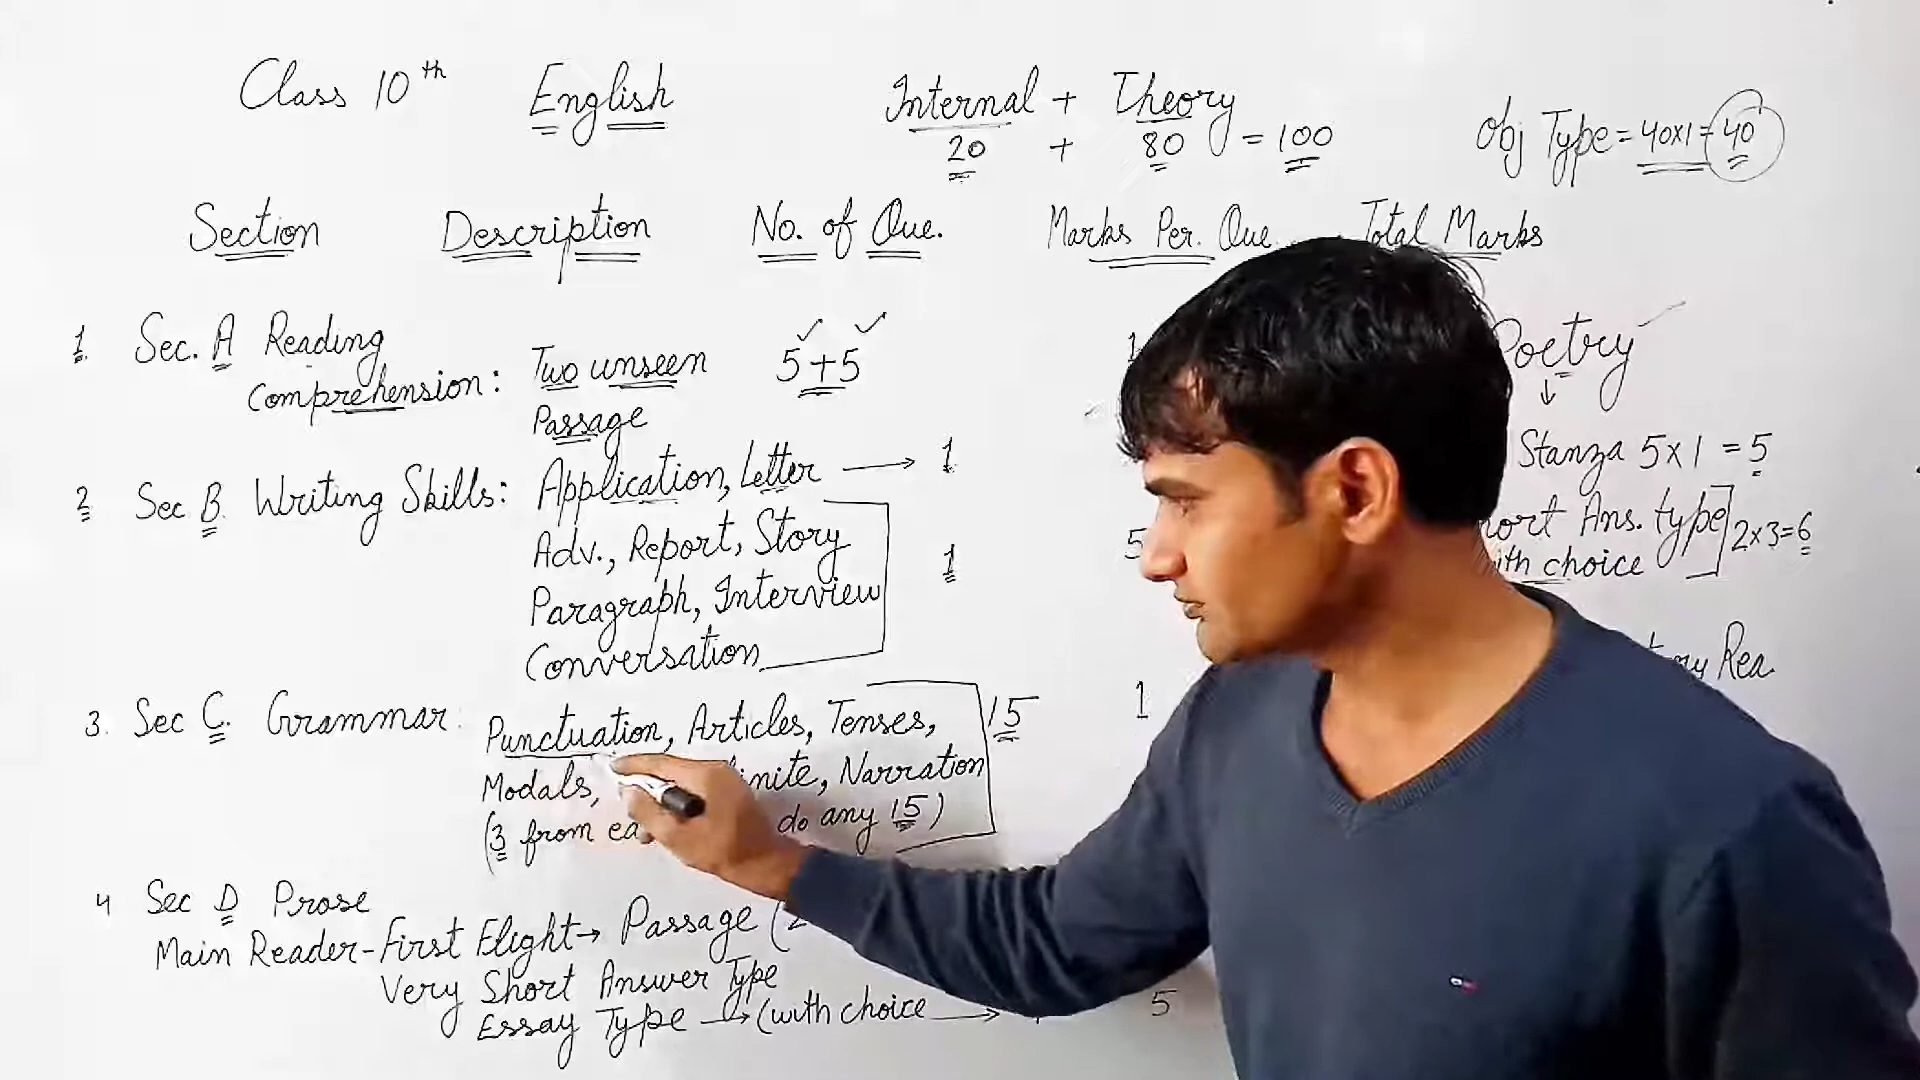 Class 10th English Internal + Theory
20 + 80 = 100
Obj Type = 40x1 = 40
Section Description No. of Que. Marks Per. Que. Total Marks
1. Sec. A Reading Comprehension: Two unseen Passage 5+5 1
2 Sec B. Writing Skills: Application, Letter → 1
Adv., Report, Story 1 5
Paragraph, Interview
Conversation
3. Sec C. Grammar: Punctuation, Articles, Tenses, 15 1
Modals, Narration
(3 from do any 15)
4 Sec D Prose
Main Reader - First Flight → Passage (2
Very Short Answer Type
Essay Type → (with choice → 5
Poetry
↓
Stanza 5x1 = 5
Ans. type 2x3=6
choice
Rea